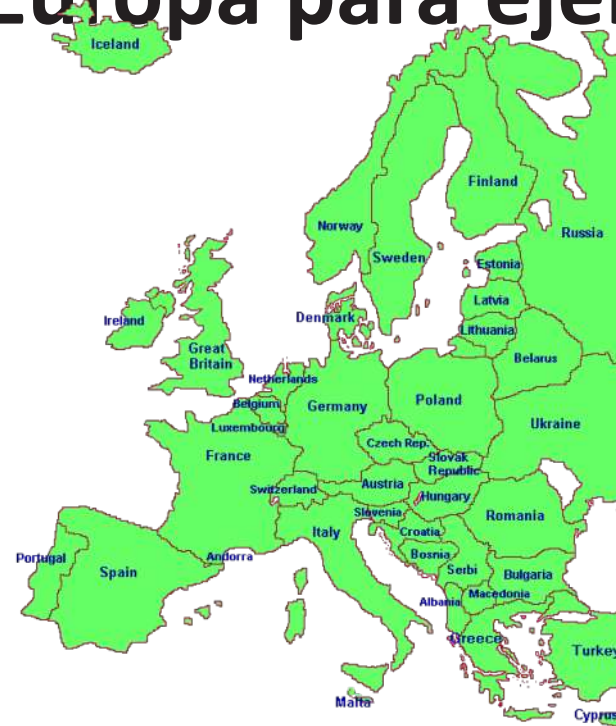 Europa para ejer
Iceland
Finland
Norway
Russia
Sweden
Estonia
Latvia
Ireland
Denmark
Lithuania
Great
Britain
Belarus
Netherlands
Belgium
Germany
Poland
Luxembourg
Ukraine
Czech Rep.
France
Slovak
Republic
Switzerland
Austria
Hungary
Slovenia
Romania
Italy
Croatia
Portugal
Andorra
Bosnia
Spain
Serbi
Bulgaria
Macedonia
Albania
Greece
Turkey
Malta
Cyprus